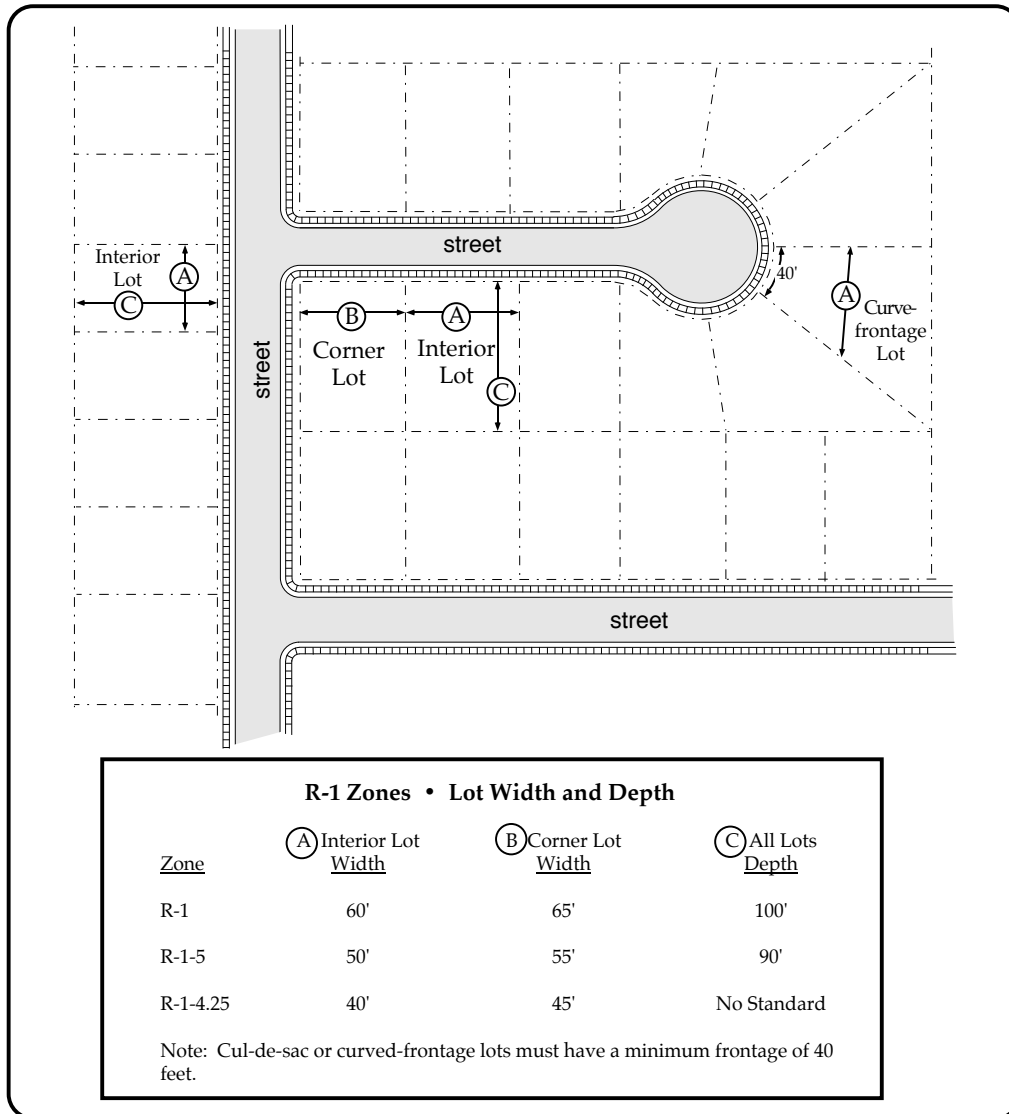 street
Interior
Lot
A
C
40'
A
Curve-
frontage
Lot
B
A
Corner
Lot
Interior
Lot
C
street
street
R-1 Zones • Lot Width and Depth
Zone
A Interior Lot
Width
B Corner Lot
Width
C All Lots
Depth
R-1 60' 65' 100'
R-1-5 50' 55' 90'
R-1-4.25 40' 45' No Standard
Note: Cul-de-sac or curved-frontage lots must have a minimum frontage of 40
feet.